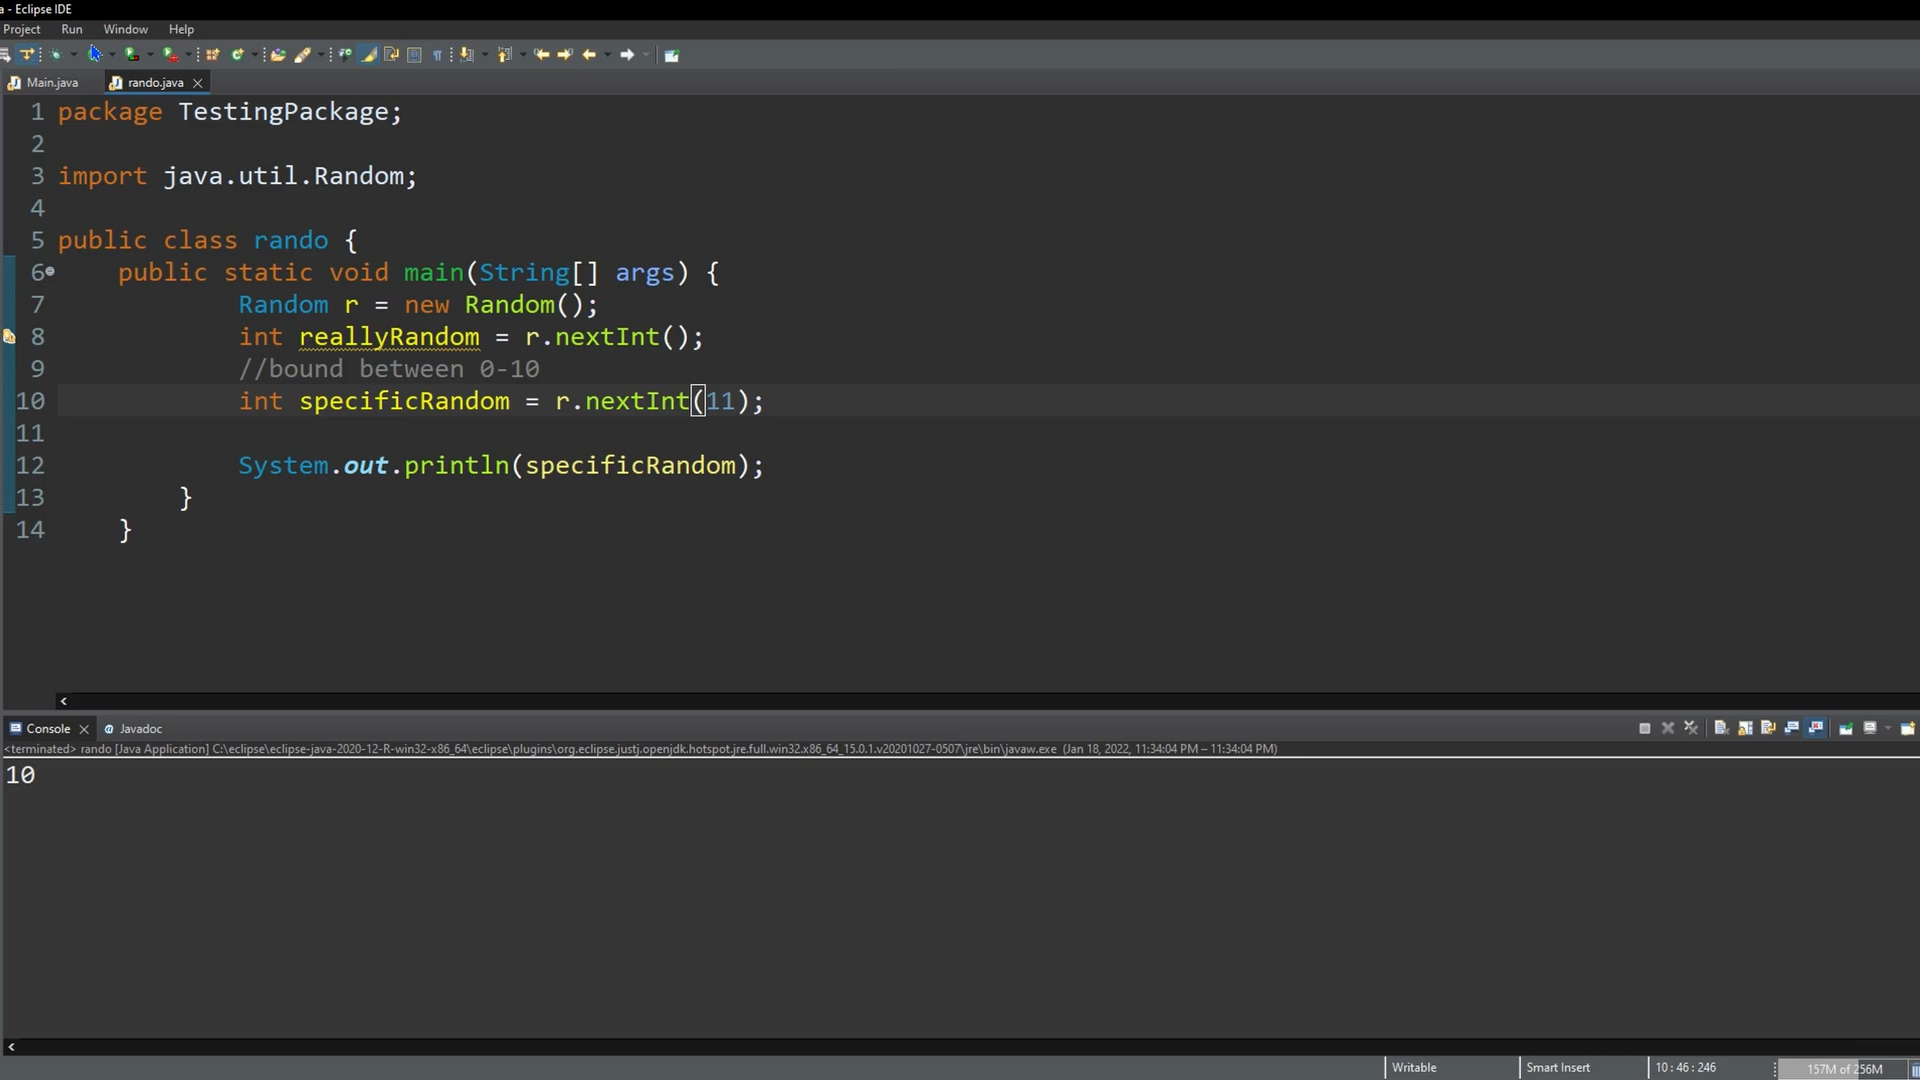 a - Eclipse IDE
Project Run Window Help
Main.java rando.java
1 package TestingPackage;
2
3 import java.util.Random;
4
5 public class rando {
6 public static void main(String[] args) {
7 Random r = new Random();
8 int reallyRandom = r.nextInt();
9 //bound between 0-10
10 int specificRandom = r.nextInt(11);
11
12 System.out.println(specificRandom);
13 }
14 }
Console Javadoc
<terminated> rando [Java Application] C:\eclipse\eclipse-java-2020-12-R-win32-x86_64\eclipse\plugins\org.eclipse.justj.openjdk.hotspot.jre.full.win32.x86_64_15.0.1.v20201027-0507\jre\bin\javaw.exe (Jan 18, 2022, 11:34:04 PM – 11:34:04 PM)
10
Writable Smart Insert 10 : 46 : 246 157M of 256M